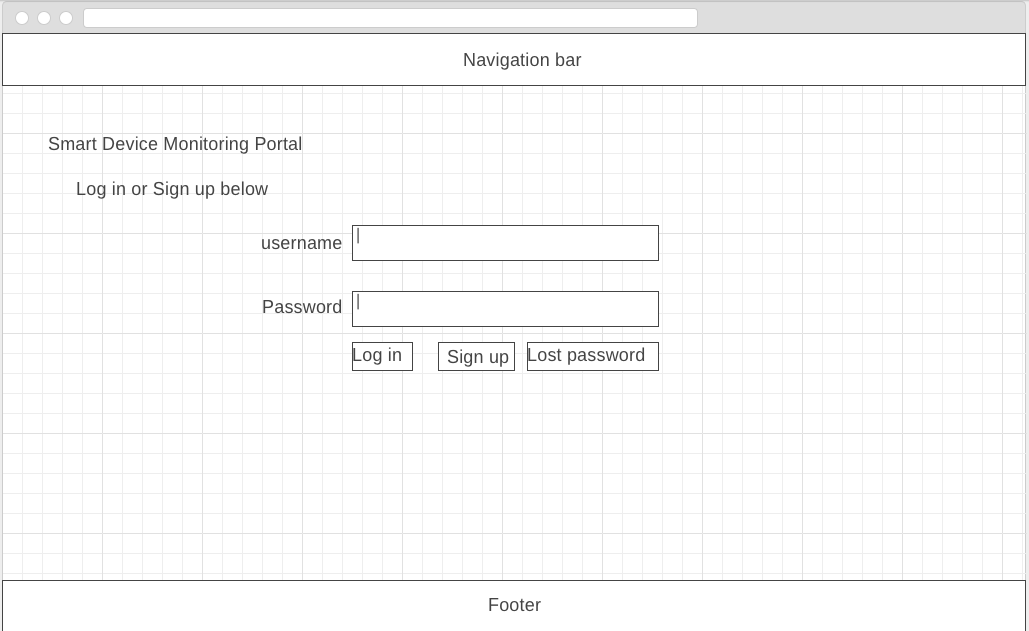 Navigation bar
Smart Device Monitoring Portal
Log in or Sign up below
username
Password
Log in
Sign up
Lost password
Footer